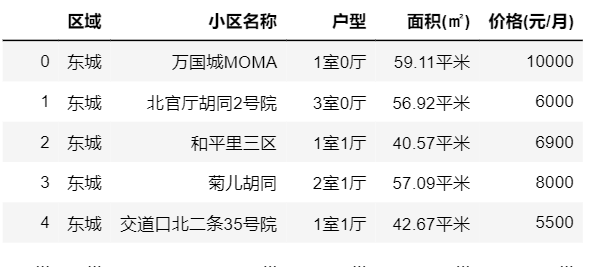 区域 小区名称 户型 面积(㎡) 价格(元/月)
0 东城 万国城MOMA 1室0厅 59.11平米 10000
1 东城 北官厅胡同2号院 3室0厅 56.92平米 6000
2 东城 和平里三区 1室1厅 40.57平米 6900
3 东城 菊儿胡同 2室1厅 57.09平米 8000
4 东城 交道口北二条35号院 1室1厅 42.67平米 5500
... ... ... ... ... ...